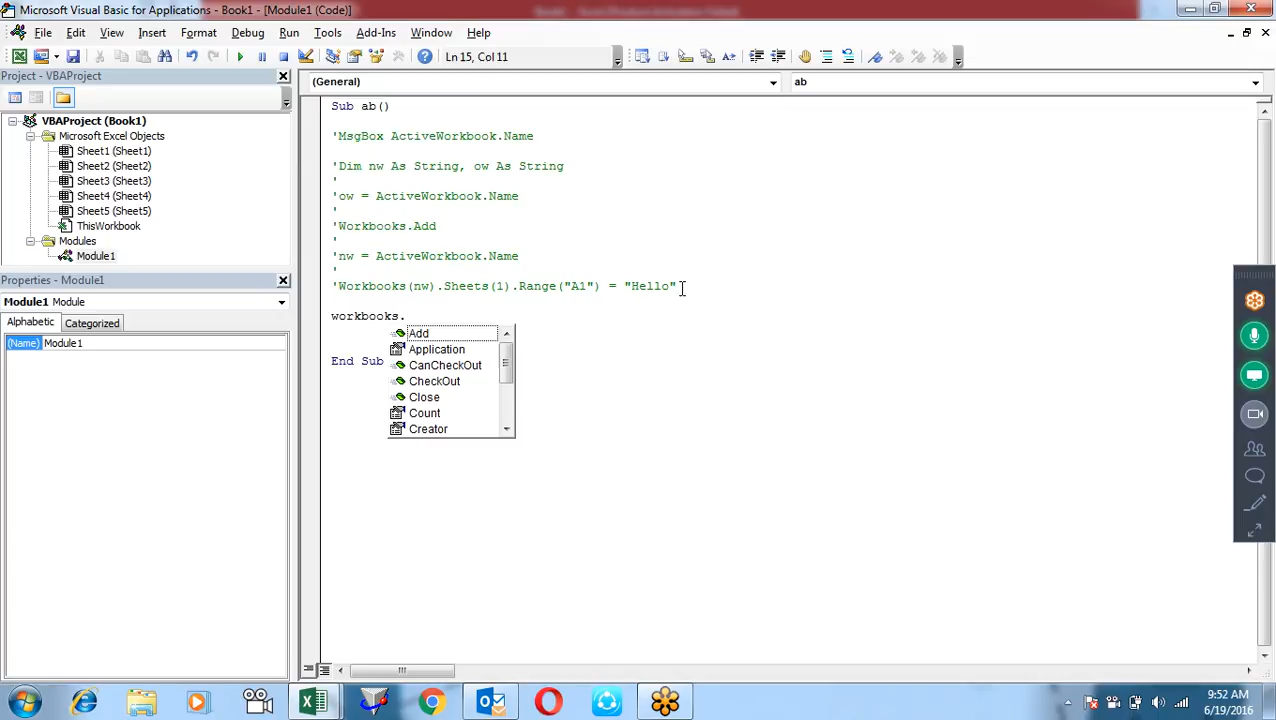 Microsoft Visual Basic for Applications - Book1 - [Module1 (Code)]
File Edit View Insert Format Debug Run Tools Add-Ins Window Help
Ln 15, Col 11
Project - VBAProject
(General)
ab
VBAProject (Book1)
Microsoft Excel Objects
Sheet1 (Sheet1)
Sheet2 (Sheet2)
Sheet3 (Sheet3)
Sheet4 (Sheet4)
Sheet5 (Sheet5)
ThisWorkbook
Modules
Module1
Properties - Module1
Module1 Module
Alphabetic Categorized
(Name) Module1
Sub ab()
'MsgBox ActiveWorkbook.Name
'Dim nw As String, ow As String
'
'ow = ActiveWorkbook.Name
'
'Workbooks.Add
'
'nw = ActiveWorkbook.Name
'
'Workbooks(nw).Sheets(1).Range("A1") = "Hello"
workbooks.
Add
Application
CanCheckOut
CheckOut
Close
Count
Creator
End Sub
9:52 AM
6/19/2016